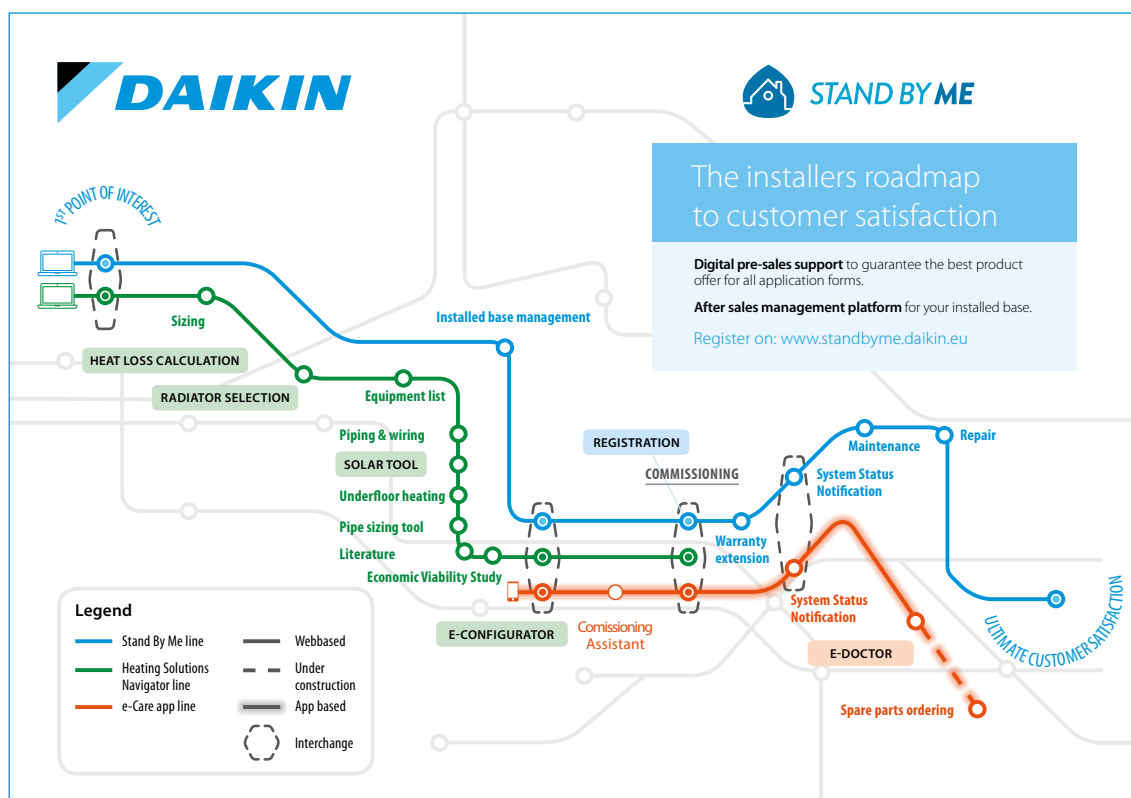 DAIKIN
STAND BY ME
The installers roadmap
to customer satisfaction
Digital pre-sales support to guarantee the best product
offer for all application forms.
After sales management platform for your installed base.
Register on: www.standbyme.daikin.eu
1ST POINT OF INTEREST
Sizing
HEAT LOSS CALCULATION
RADIATOR SELECTION
Equipment list
Installed base management
Piping & wiring
SOLAR TOOL
Underfloor heating
Pipe sizing tool
Literature
Economic Viability Study
E-CONFIGURATOR
Comissioning
Assistant
REGISTRATION
COMMISSIONING
Warranty
extension
System Status
Notification
Maintenance
Repair
System Status
Notification
E-DOCTOR
Spare parts ordering
ULTIMATE CUSTOMER SATISFACTION
Legend
Stand By Me line
Heating Solutions
Navigator line
e-Care app line
Webbased
Under
construction
App based
Interchange